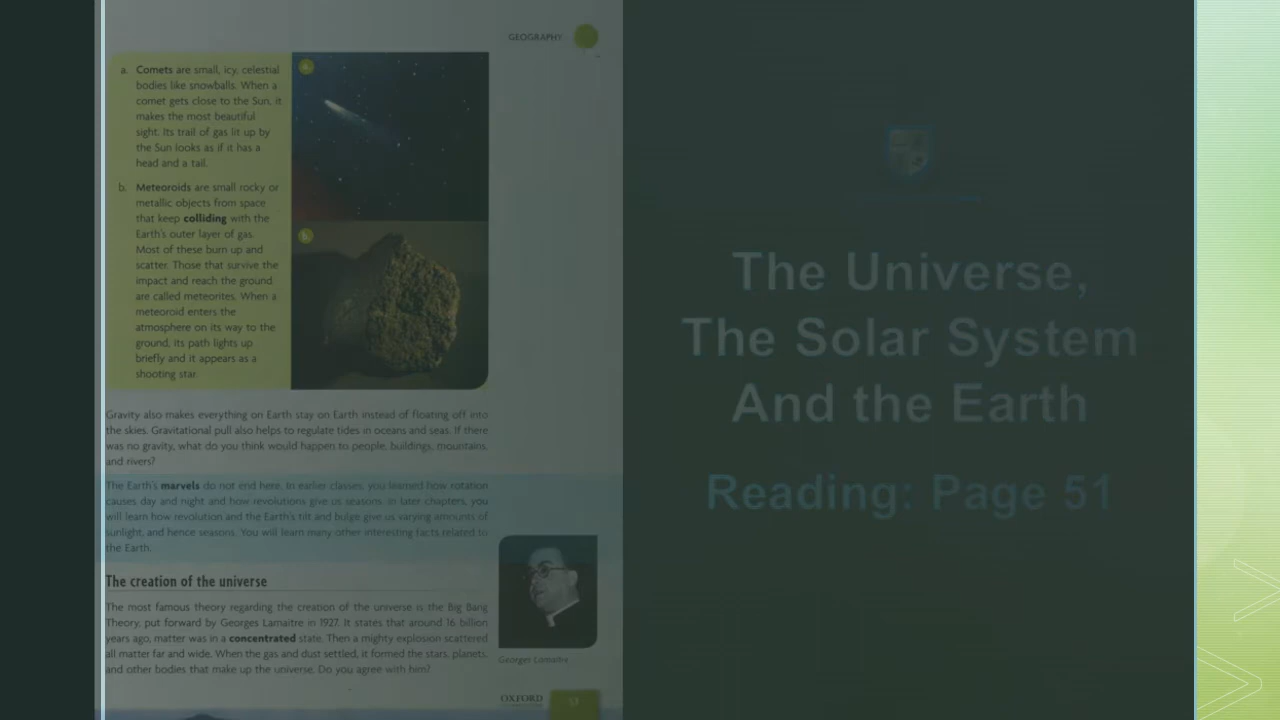 GEOGRAPHY
a. Comets are small, icy, celestial
bodies like snowballs. When a
comet gets close to the Sun, it
makes the most beautiful
sight. Its trail of gas lit up by
the Sun looks as if it has a
head and a tail.
b. Meteoroids are small rocky or
metallic objects from space
that keep colliding with the
Earth's outer layer of gas.
Most of these burn up and
scatter. Those that survive the
impact and reach the ground
are called meteorites. When a
meteoroid enters the
atmosphere on its way to the
ground, its path lights up
briefly and it appears as a
shooting star.
a
b
Gravity also makes everything on Earth stay on Earth instead of floating off into
the skies. Gravitational pull also helps to regulate tides in oceans and seas. If there
was no gravity, what do you think would happen to people, buildings, mountains,
and rivers?
The Earth's marvels do not end here. In earlier classes, you learned how rotation
causes day and night and how revolutions give us seasons. In later chapters, you
will learn how revolution and the Earth's tilt and bulge give us varying amounts of
sunlight, and hence seasons. You will learn many other interesting facts related to
the Earth.
The creation of the universe
The most famous theory regarding the creation of the universe is the Big Bang
Theory, put forward by Georges Lamaitre in 1927. It states that around 16 billion
years ago, matter was in a concentrated state. Then a mighty explosion scattered
all matter far and wide. When the gas and dust settled, it formed the stars, planets,
and other bodies that make up the universe. Do you agree with him?
Georges Lamaitre
OXFORD
51
The Universe,
The Solar System
And the Earth
Reading: Page 51